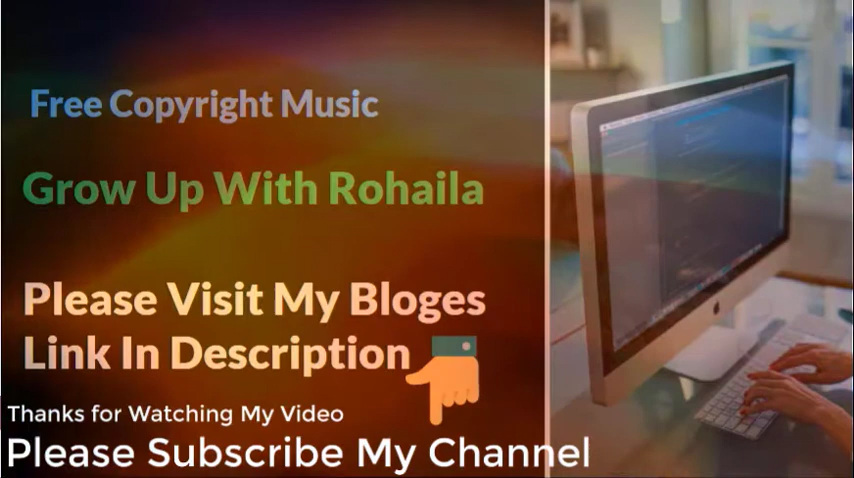 Free Copyright Music
Grow Up With Rohaila
Please Visit My Bloges
Link In Description
Thanks for Watching My Video
Please Subscribe My Channel